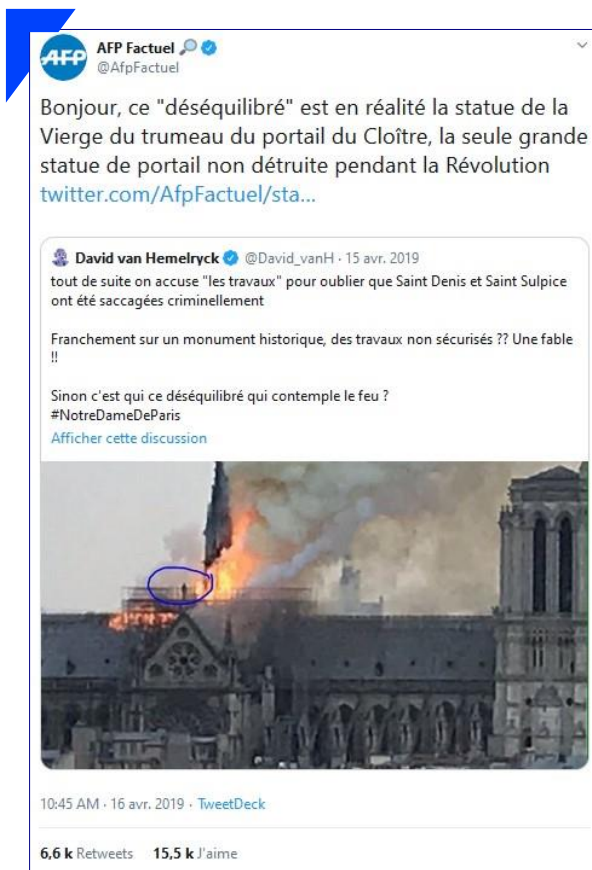 AFP
AFP Factuel
@AfpFactuel
Bonjour, ce "déséquilibré" est en réalité la statue de la
Vierge du trumeau du portail du Cloître, la seule grande
statue de portail non détruite pendant la Révolution
twitter.com/AfpFactuel/sta...
David van Hemelryck @David_vanH · 15 avr. 2019
tout de suite on accuse "les travaux" pour oublier que Saint Denis et Saint Sulpice
ont été saccagées criminellement
Franchement sur un monument historique, des travaux non sécurisés ?? Une fable
!!
Sinon c'est qui ce déséquilibré qui contemple le feu ?
#NotreDameDeParis
Afficher cette discussion
10:45 AM · 16 avr. 2019 · TweetDeck
6,6 k Retweets 15,5 k J'aime